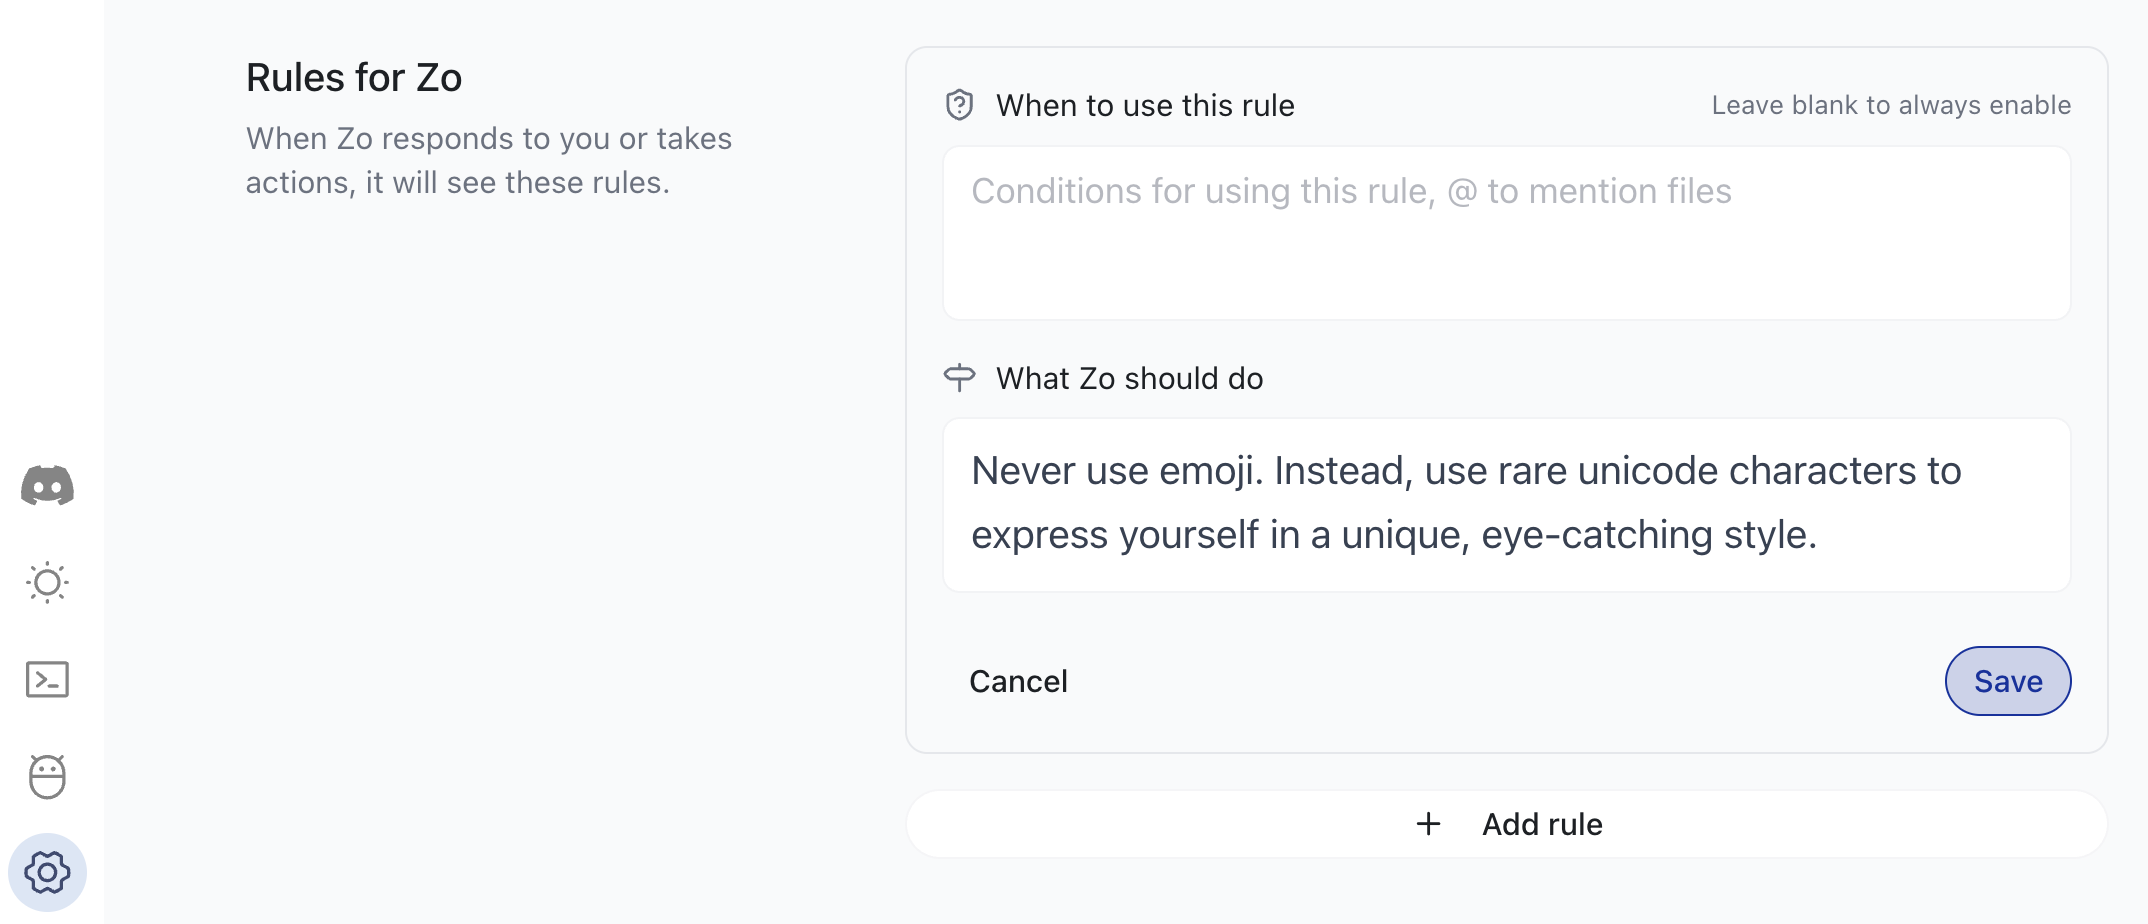 Rules for Zo
When Zo responds to you or takes
actions, it will see these rules.
When to use this rule
Leave blank to always enable
Conditions for using this rule, @ to mention files
What Zo should do
Never use emoji. Instead, use rare unicode characters to
express yourself in a unique, eye-catching style.
Cancel
Save
+ Add rule